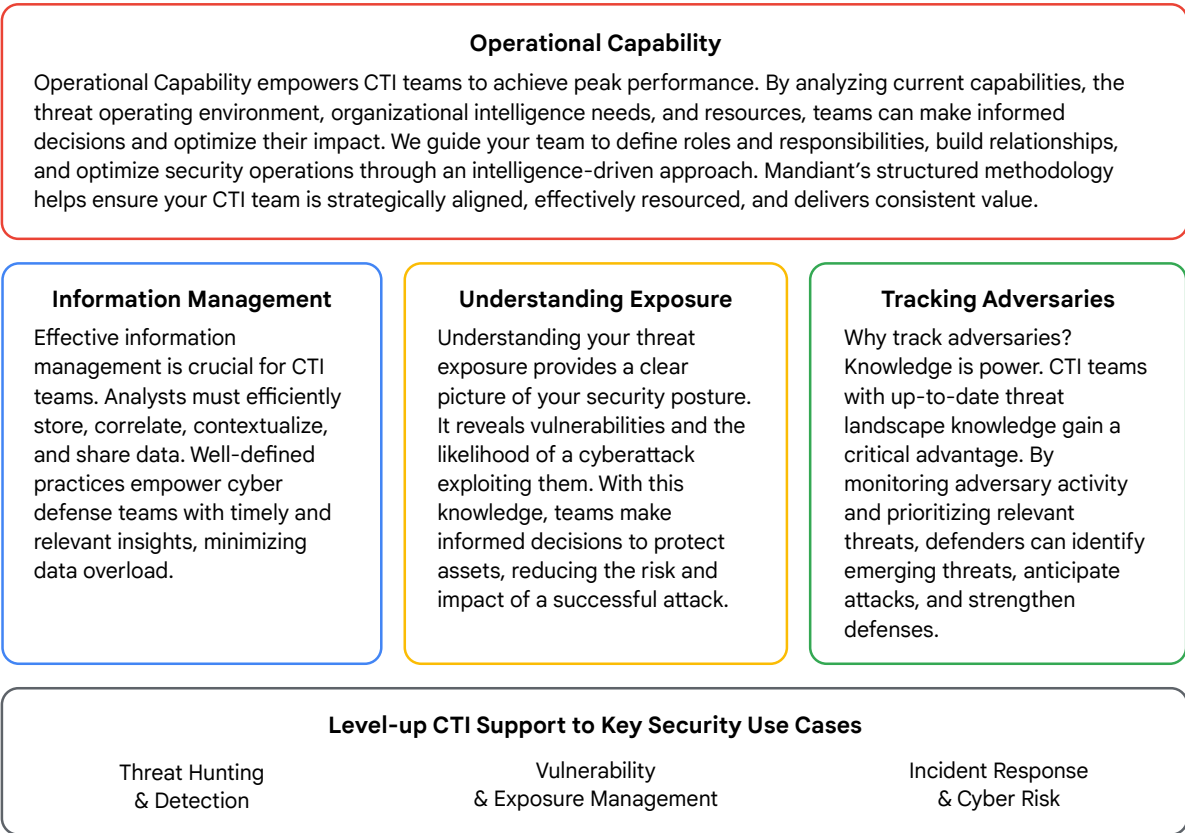 Operational Capability
Operational Capability empowers CTI teams to achieve peak performance. By analyzing current capabilities, the
threat operating environment, organizational intelligence needs, and resources, teams can make informed
decisions and optimize their impact. We guide your team to define roles and responsibilities, build relationships,
and optimize security operations through an intelligence-driven approach. Mandiant’s structured methodology
helps ensure your CTI team is strategically aligned, effectively resourced, and delivers consistent value.
Information Management
Effective information
management is crucial for CTI
teams. Analysts must efficiently
store, correlate, contextualize,
and share data. Well-defined
practices empower cyber
defense teams with timely and
relevant insights, minimizing
data overload.
Understanding Exposure
Understanding your threat
exposure provides a clear
picture of your security posture.
It reveals vulnerabilities and the
likelihood of a cyberattack
exploiting them. With this
knowledge, teams make
informed decisions to protect
assets, reducing the risk and
impact of a successful attack.
Tracking Adversaries
Why track adversaries?
Knowledge is power. CTI teams
with up-to-date threat
landscape knowledge gain a
critical advantage. By
monitoring adversary activity
and prioritizing relevant
threats, defenders can identify
emerging threats, anticipate
attacks, and strengthen
defenses.
Level-up CTI Support to Key Security Use Cases
Threat Hunting
& Detection
Vulnerability
& Exposure Management
Incident Response
& Cyber Risk